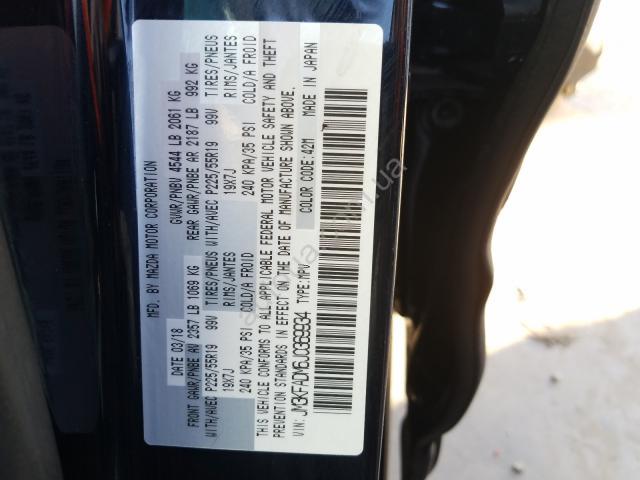 MFD. BY MAZDA MOTOR CORPORATION
DATE: 03/18 GVWR/PNBV 4544 LB 2061 KG
FRONT GAWR/PNBE AV 2357 LB 1069 KG REAR GAWR/PNBE AR 2187 LB 992 KG
WITH/AVEC P225/55R19 99V TIRES/PNEUS WITH/AVEC P225/55R19 99V TIRES/PNEUS
19X7J RIMS/JANTES 19X7J RIMS/JANTES
240 KPA/35 PSI COLD/A FROID 240 KPA/35 PSI COLD/A FROID
THIS VEHICLE CONFORMS TO ALL APPLICABLE FEDERAL MOTOR VEHICLE SAFETY AND THEFT
PREVENTION STANDARDS IN EFFECT ON THE DATE OF MANUFACTURE SHOWN ABOVE.
COLOR CODE:42M MADE IN JAPAN
VIN: JM3KFADM6J0369934 TYPE:MPV